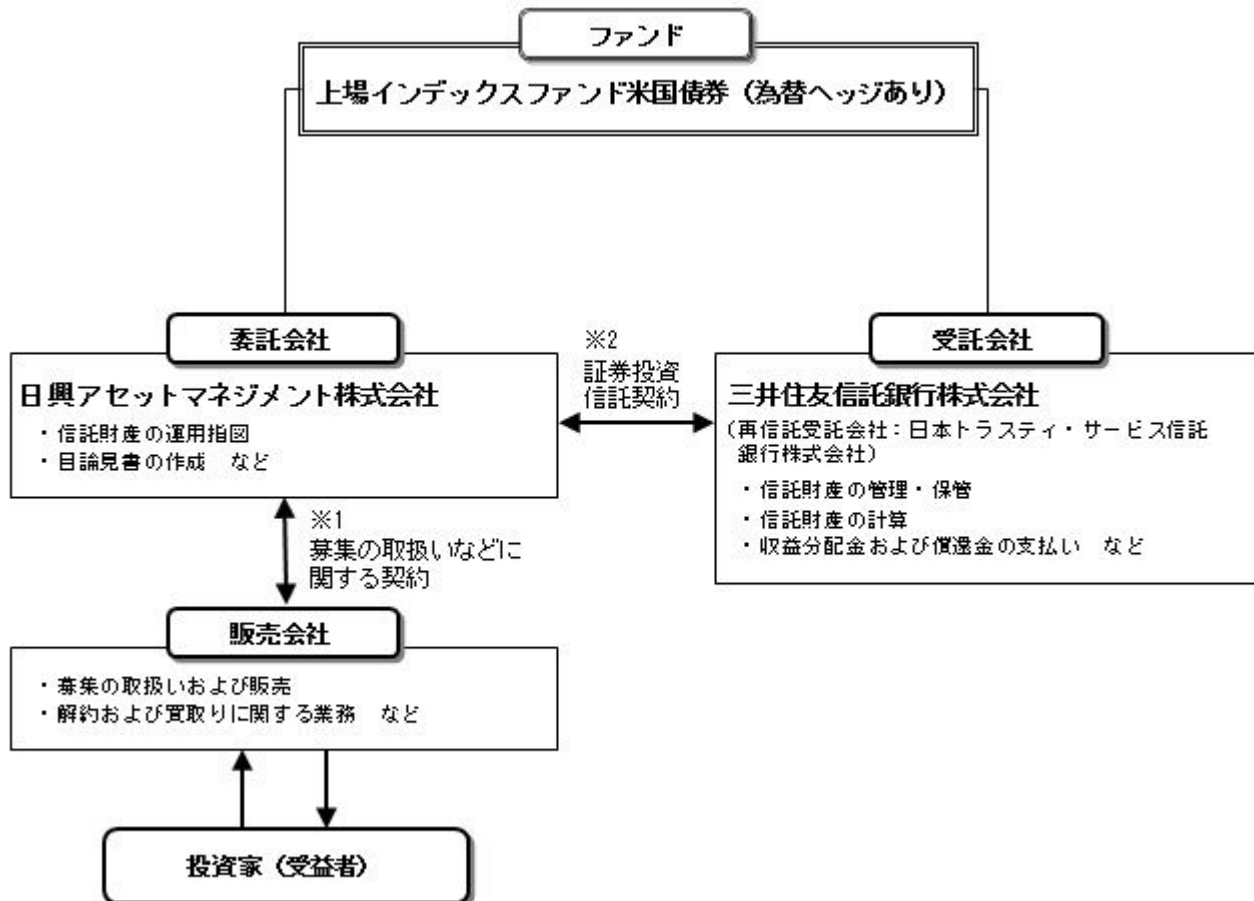 ファンド
上場インデックスファンド米国債券（為替ヘッジあり）
委託会社
日興アセットマネジメント株式会社
・信託財産の運用指図
・目論見書の作成　など
※2
証券投資
信託契約
受託会社
三井住友信託銀行株式会社
（再信託受託会社：日本トラスティ・サービス信託
銀行株式会社）
・信託財産の管理・保管
・信託財産の計算
・収益分配金および償還金の支払い　など
※1
募集の取扱いなどに
関する契約
販売会社
・募集の取扱いおよび販売
・解約および買取りに関する業務　など
投資家（受益者）